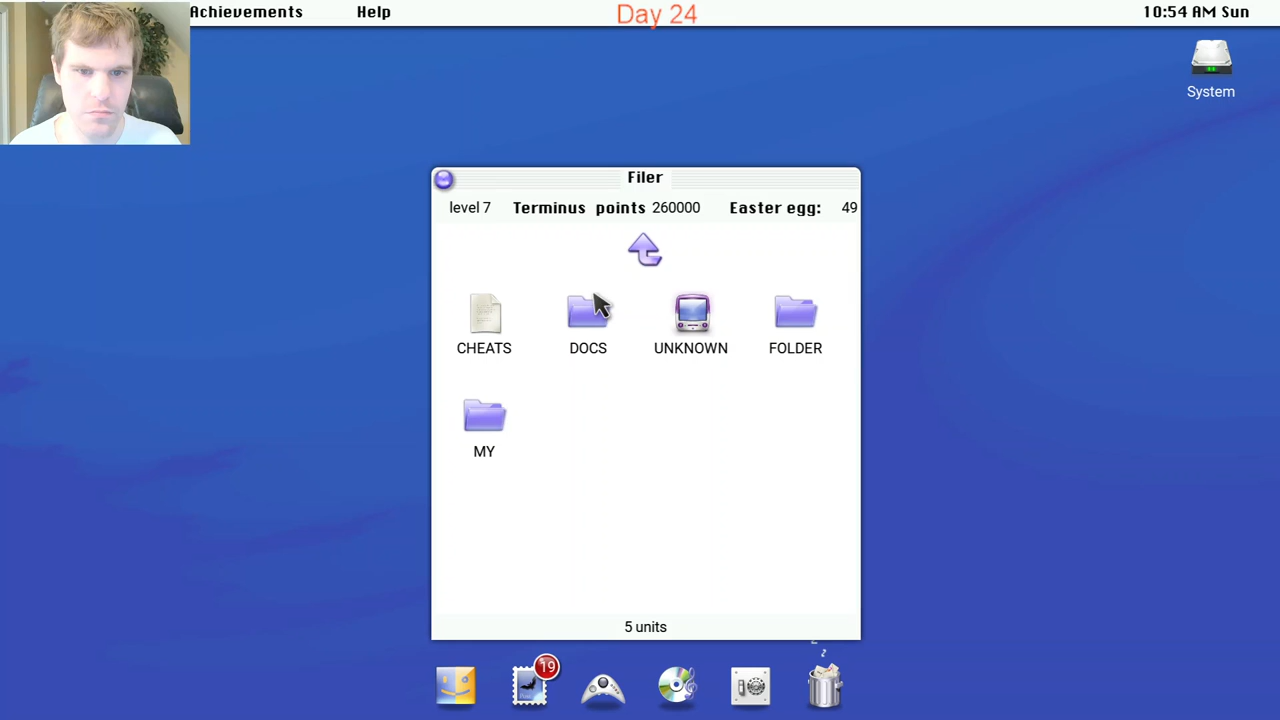 Achievements Help Day 24 10:54 AM Sun
System
Filer
level 7 Terminus points 260000 Easter egg: 49
CHEATS DOCS UNKNOWN FOLDER
MY
5 units
19